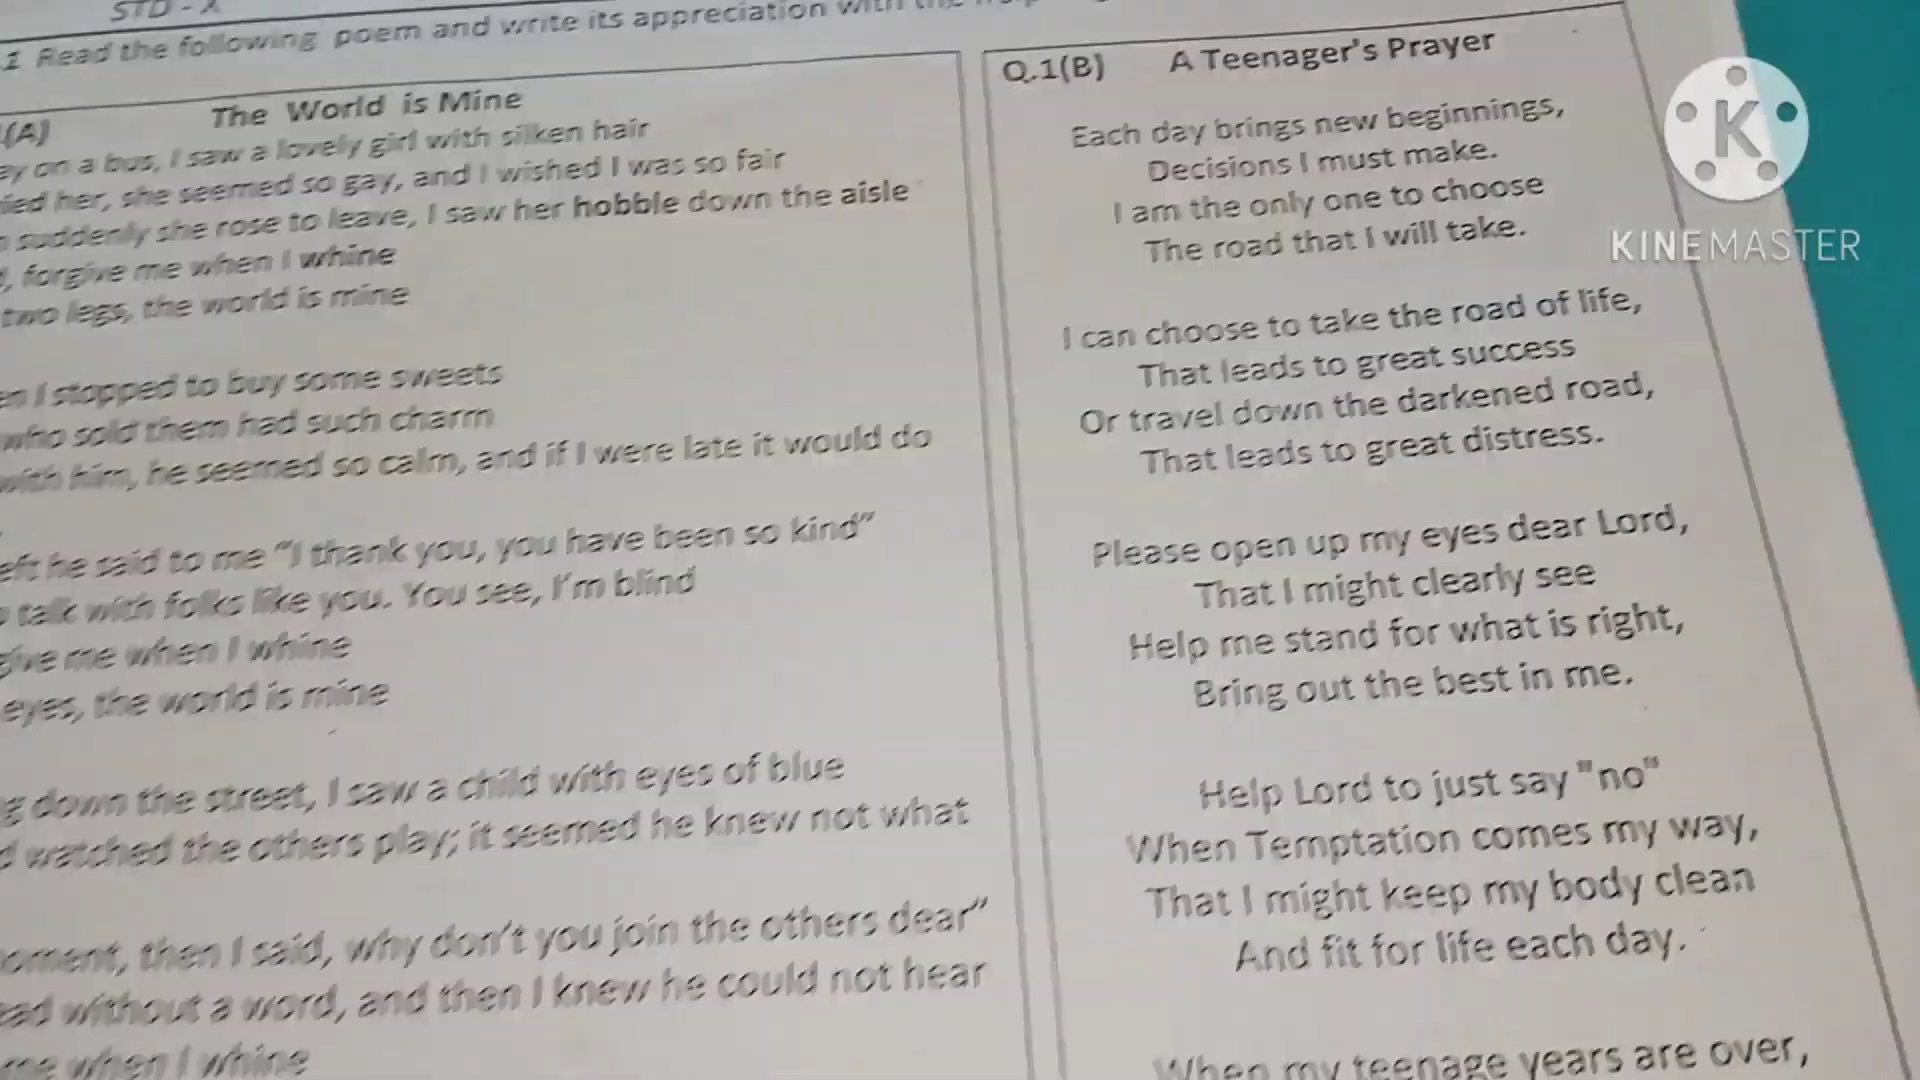 STD - X
1 Read the following poem and write its appreciation with the
(A) The World is Mine
on a bus, I saw a lovely girl with silken hair
her, she seemed so gay, and I wished I was so fair
suddenly she rose to leave, I saw her hobble down the aisle
, forgive me when I whine
two legs, the world is mine
I stopped to buy some sweets
who sold them had such charm
with him, he seemed so calm, and if I were late it would do
he said to me "I thank you, you have been so kind"
talk with folks like you. You see, I'm blind
me when I whine
eyes, the world is mine
down the street, I saw a child with eyes of blue
watched the others play; it seemed he knew not what
, then I said, why don't you join the others dear"
without a word, and then I knew he could not hear
me when I whine
Q.1(B) A Teenager's Prayer
Each day brings new beginnings,
Decisions I must make.
I am the only one to choose
The road that I will take.
I can choose to take the road of life,
That leads to great success
Or travel down the darkened road,
That leads to great distress.
Please open up my eyes dear Lord,
That I might clearly see
Help me stand for what is right,
Bring out the best in me.
Help Lord to just say "no"
When Temptation comes my way,
That I might keep my body clean
And fit for life each day.
When my teenage years are over,
K
KINEMASTER